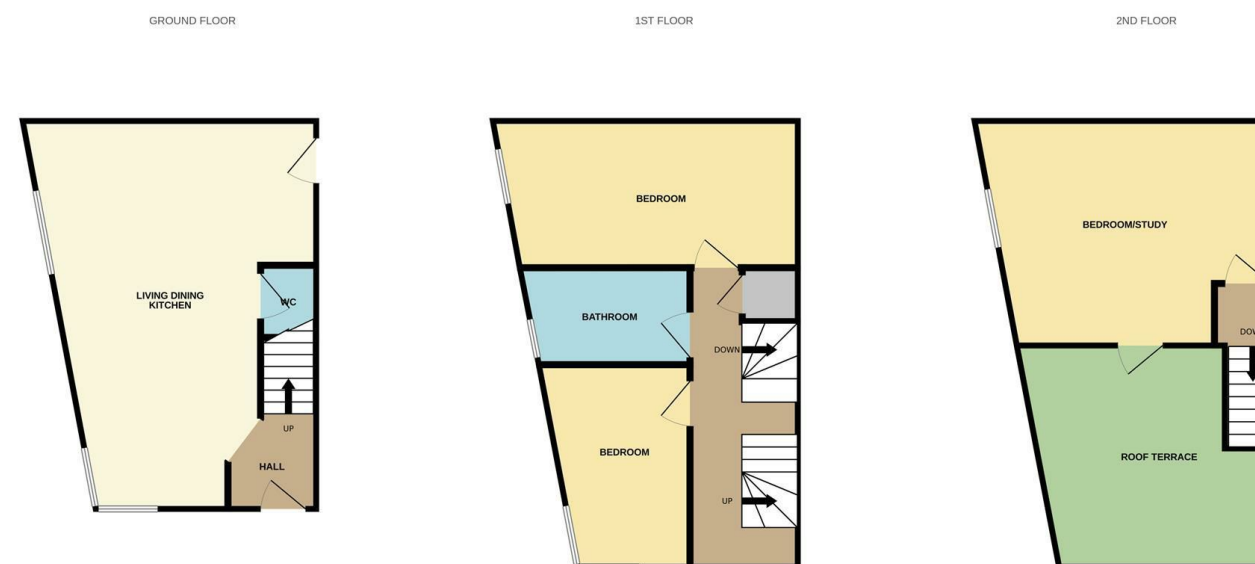 GROUND FLOOR
1ST FLOOR
2ND FLOOR
LIVING DINING
KITCHEN
WC
UP
HALL
BEDROOM
BATHROOM
DOWN
BEDROOM
UP
BEDROOM/STUDY
ROOF TERRACE